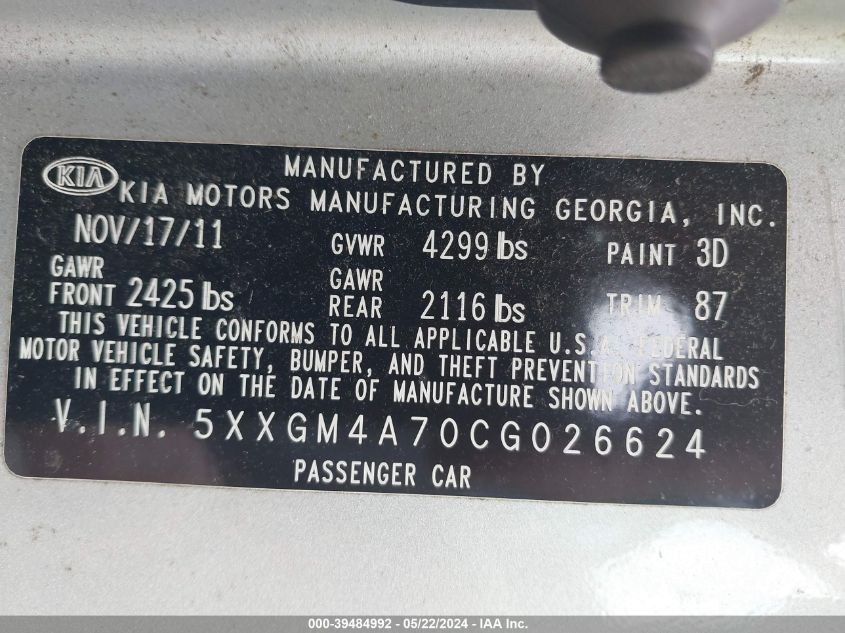 MANUFACTURED BY
KIA KIA MOTORS MANUFACTURING GEORGIA, INC.
NOV/17/11 GVWR 4299 lbs PAINT 3D
GAWR FRONT 2425 lbs GAWR REAR 2116 lbs TRIM 87
THIS VEHICLE CONFORMS TO ALL APPLICABLE U.S.A. FEDERAL
MOTOR VEHICLE SAFETY, BUMPER, AND THEFT PREVENTION STANDARDS
IN EFFECT ON THE DATE OF MANUFACTURE SHOWN ABOVE.
V.I.N. 5XXGM4A70CG026624
PASSENGER CAR
000-39484992 - 05/22/2024 - IAA Inc.